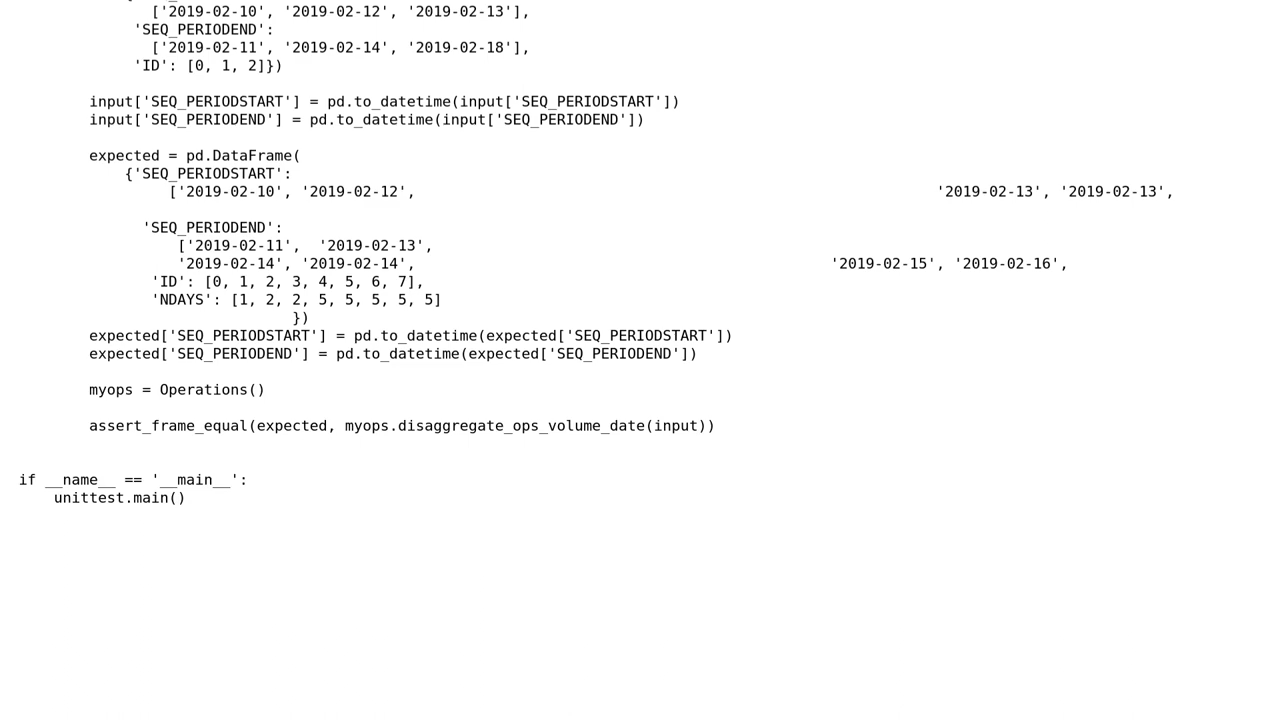 ['2019-02-10', '2019-02-12', '2019-02-13'],
'SEQ_PERIODEND':
['2019-02-11', '2019-02-14', '2019-02-18'],
'ID': [0, 1, 2]})
input['SEQ_PERIODSTART'] = pd.to_datetime(input['SEQ_PERIODSTART'])
input['SEQ_PERIODEND'] = pd.to_datetime(input['SEQ_PERIODEND'])
expected = pd.DataFrame(
{'SEQ_PERIODSTART':
['2019-02-10', '2019-02-12', '2019-02-13', '2019-02-13',
'SEQ_PERIODEND':
['2019-02-11', '2019-02-13',
'2019-02-14', '2019-02-14', '2019-02-15', '2019-02-16',
'ID': [0, 1, 2, 3, 4, 5, 6, 7],
'NDAYS': [1, 2, 2, 5, 5, 5, 5, 5]
})
expected['SEQ_PERIODSTART'] = pd.to_datetime(expected['SEQ_PERIODSTART'])
expected['SEQ_PERIODEND'] = pd.to_datetime(expected['SEQ_PERIODEND'])
myops = Operations()
assert_frame_equal(expected, myops.disaggregate_ops_volume_date(input))
if __name__ == '__main__':
unittest.main()